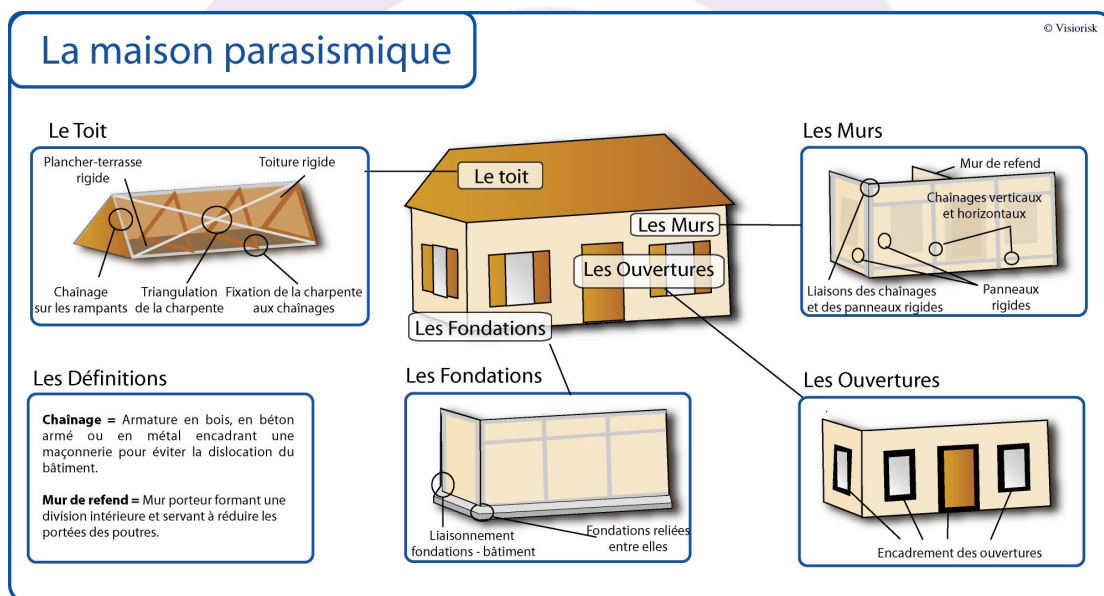 © Visiorisk
La maison parasismique
Le Toit
Plancher-terrasse
rigide
Toiture rigide
Chaînage
sur les rampants
Triangulation
de la charpente
Fixation de la charpente
aux chaînages
Le toit
Les Murs
Les Ouvertures
Les Fondations
Les Murs
Mur de refend
Chaînages verticaux
et horizontaux
Liaisons des chaînages
et des panneaux rigides
Panneaux
rigides
Les Définitions
Chaînage = Armature en bois, en béton
armé ou en métal encadrant une
maçonnerie pour éviter la dislocation du
bâtiment.
Mur de refend = Mur porteur formant une
division intérieure et servant à réduire les
portées des poutres.
Les Fondations
Liaisonnement
fondations - bâtiment
Fondations reliées
entre elles
Les Ouvertures
Encadrement des ouvertures